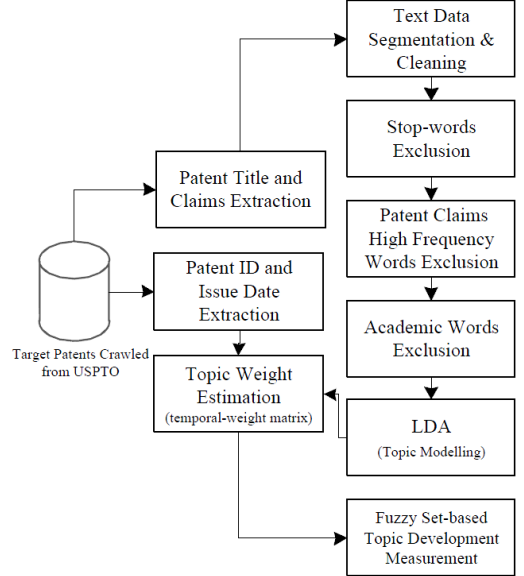 Text Data
Segmentation &
Cleaning
Stop-words
Exclusion
Patent Title and
Claims Extraction
Patent Claims
High Frequency
Words Exclusion
Patent ID and
Issue Date
Extraction
Target Patents Crawled
from USPTO
Academic Words
Exclusion
Topic Weight
Estimation
(temporal-weight matrix)
LDA
(Topic Modelling)
Fuzzy Set-based
Topic Development
Measurement